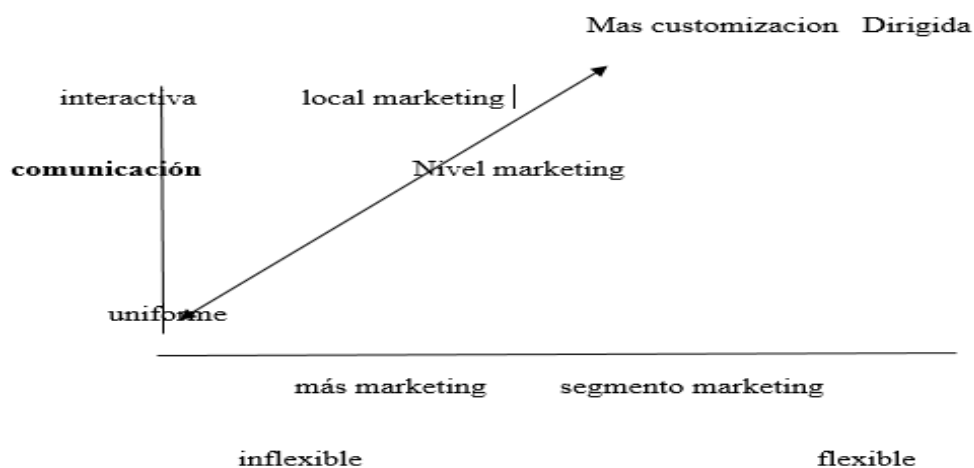 Mas customizacion Dirigida
interactiva local marketing
comunicación Nivel marketing
uniforme
más marketing segmento marketing
inflexible flexible